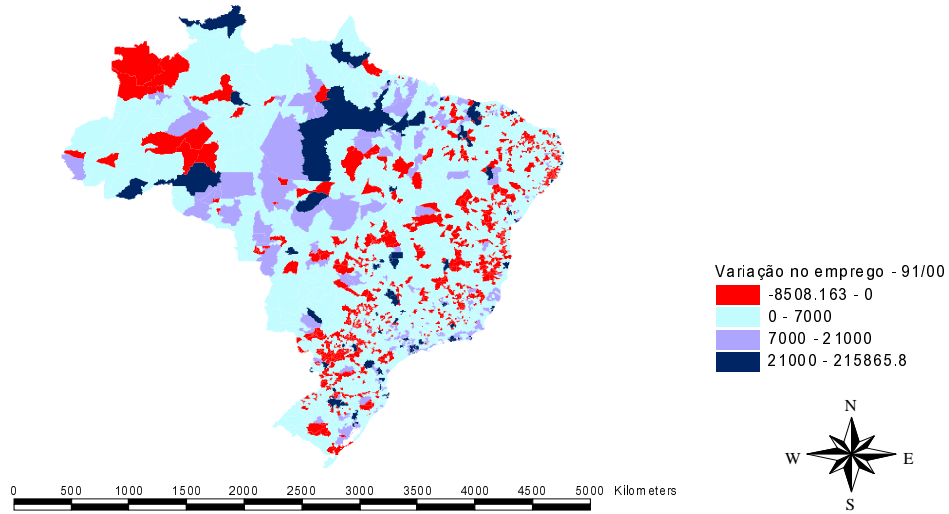 Variação no emprego - 91/00
-8508.163 - 0
0 - 7000
7000 - 21000
21000 - 215865.8
N
W E
S
0 500 1000 1500 2000 2500 3000 3500 4000 4500 5000 Kilometers